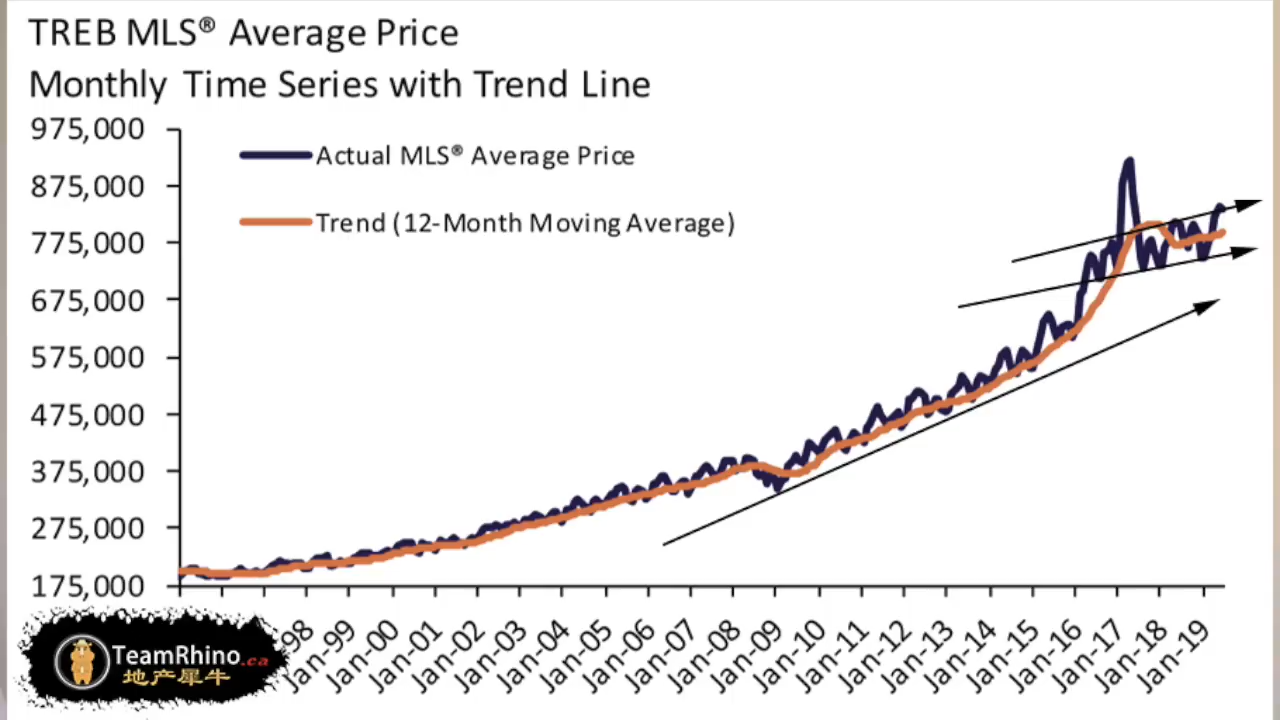 TREB MLS® Average Price
Monthly Time Series with Trend Line
975,000
875,000
775,000
675,000
575,000
475,000
375,000
275,000
175,000
Actual MLS® Average Price
Trend (12-Month Moving Average)
Jan-98
Jan-99
Jan-00
Jan-01
Jan-02
Jan-03
Jan-04
Jan-05
Jan-06
Jan-07
Jan-08
Jan-09
Jan-10
Jan-11
Jan-12
Jan-13
Jan-14
Jan-15
Jan-16
Jan-17
Jan-18
Jan-19
TeamRhino.ca
地产犀牛